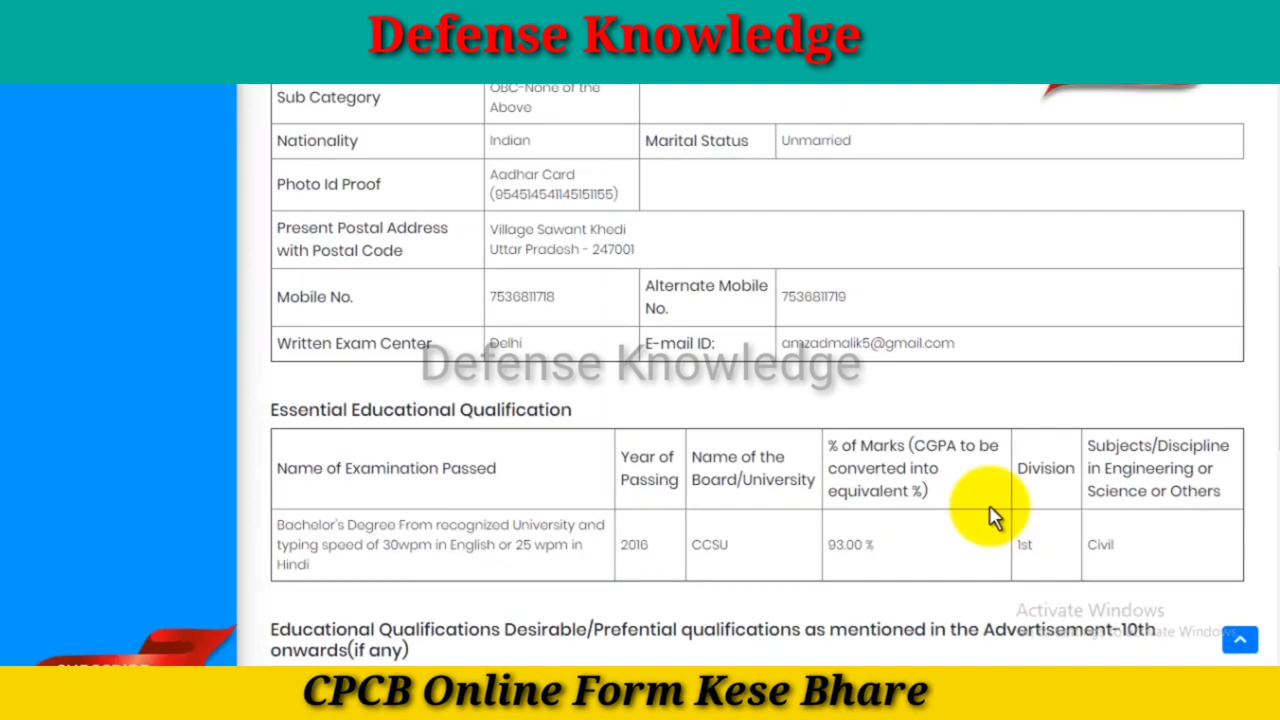 Defense Knowledge
Sub Category
OBC-None of the
Above
Nationality
Indian
Marital Status
Unmarried
Photo Id Proof
Aadhar Card
(954514541145151155)
Present Postal Address
with Postal Code
Village Sawant Khedi
Uttar Pradesh - 247001
Mobile No.
7536811718
Alternate Mobile
No.
7536811719
Written Exam Center
Delhi
E-mail ID:
amzadmalik5@gmail.com
Defense Knowledge
Essential Educational Qualification
Name of Examination Passed
Year of
Passing
Name of the
Board/University
% of Marks (CGPA to be
converted into
equivalent %)
Division
Subjects/Discipline
in Engineering or
Science or Others
Bachelor's Degree From recognized University and
typing speed of 30wpm in English or 25 wpm in
Hindi
2016
CCSU
93.00 %
1st
Civil
Activate Windows
Educational Qualifications Desirable/Prefential qualifications as mentioned in the Advertisement-10th
onwards(if any)
CPCB Online Form Kese Bhare